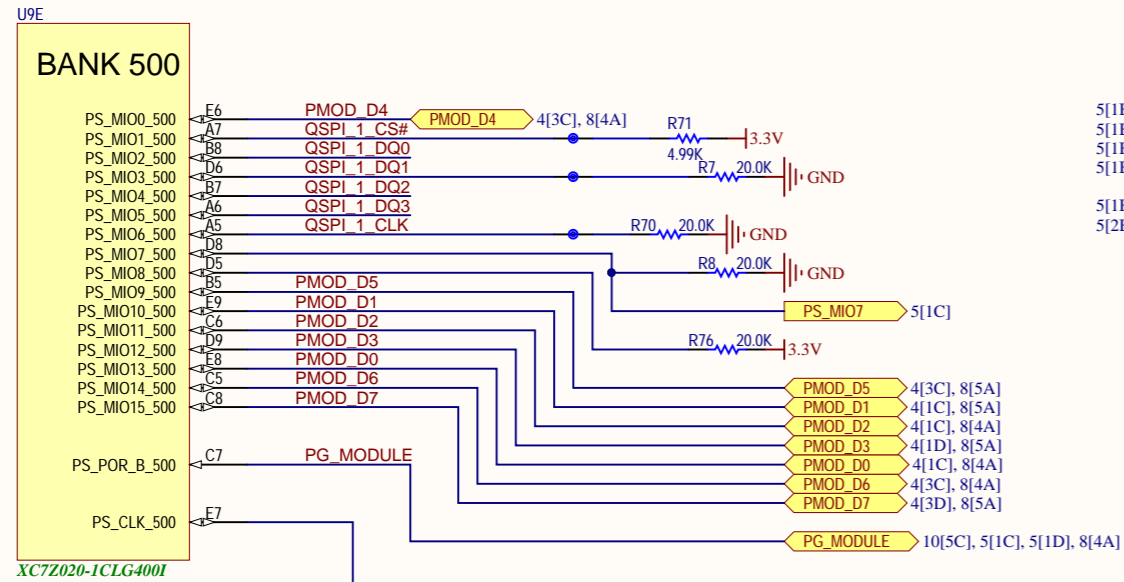 U9E
BANK 500
PS_MIO0_500 E6 PMOD_D4 PMOD_D4 4[3C], 8[4A]
PS_MIO1_500 A7 QSPI_1_CS# R71 4.99K 3.3V
PS_MIO2_500 B8 QSPI_1_DQ0
PS_MIO3_500 D6 QSPI_1_DQ1 R7 20.0K GND
PS_MIO4_500 B7 QSPI_1_DQ2
PS_MIO5_500 A6 QSPI_1_DQ3
PS_MIO6_500 A5 QSPI_1_CLK R70 20.0K GND
PS_MIO7_500 D8
PS_MIO8_500 D5 R8 20.0K GND
PS_MIO9_500 B5 PMOD_D5
PS_MIO10_500 E9 PMOD_D1 PS_MIO7 5[1C]
PS_MIO11_500 C6 PMOD_D2
PS_MIO12_500 D9 PMOD_D3 R76 20.0K 3.3V
PS_MIO13_500 E8 PMOD_D0
PS_MIO14_500 C5 PMOD_D6 PMOD_D5 4[3C], 8[5A]
PS_MIO15_500 C8 PMOD_D7 PMOD_D1 4[1C], 8[5A]
PMOD_D2 4[1C], 8[4A]
PMOD_D3 4[1D], 8[5A]
PS_POR_B_500 C7 PG_MODULE PMOD_D0 4[1C], 8[4A]
PMOD_D6 4[3C], 8[4A]
PMOD_D7 4[3D], 8[5A]
PS_CLK_500 E7
PG_MODULE 10[5C], 5[1C], 5[1D], 8[4A]
XC7Z020-1CLG400I